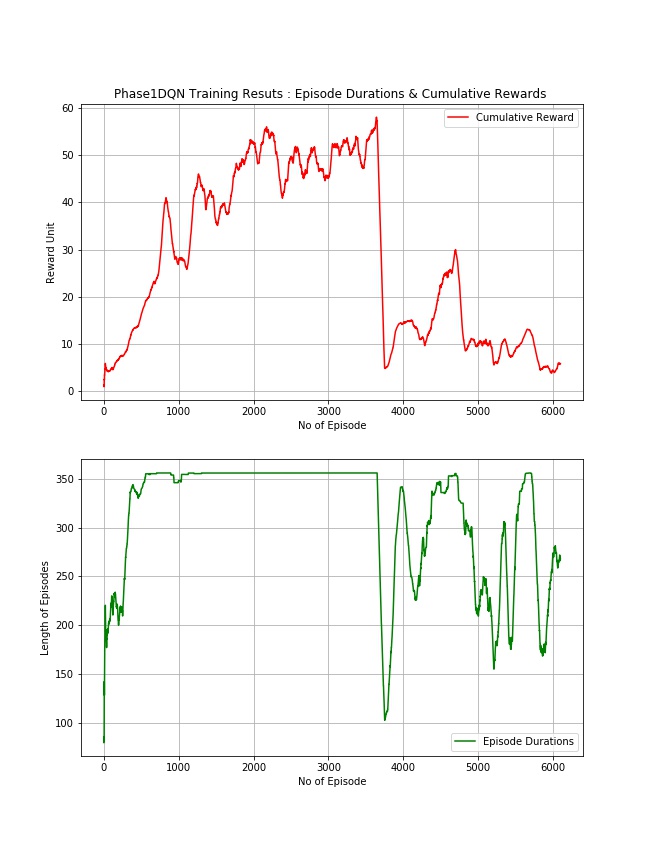 Phase1DQN Training Resuts : Episode Durations & Cumulative Rewards
60
50
40
30
20
10
0
Reward Unit
Cumulative Reward
0 1000 2000 3000 4000 5000 6000
No of Episode
350
300
250
200
150
100
Length of Episodes
Episode Durations
0 1000 2000 3000 4000 5000 6000
No of Episode